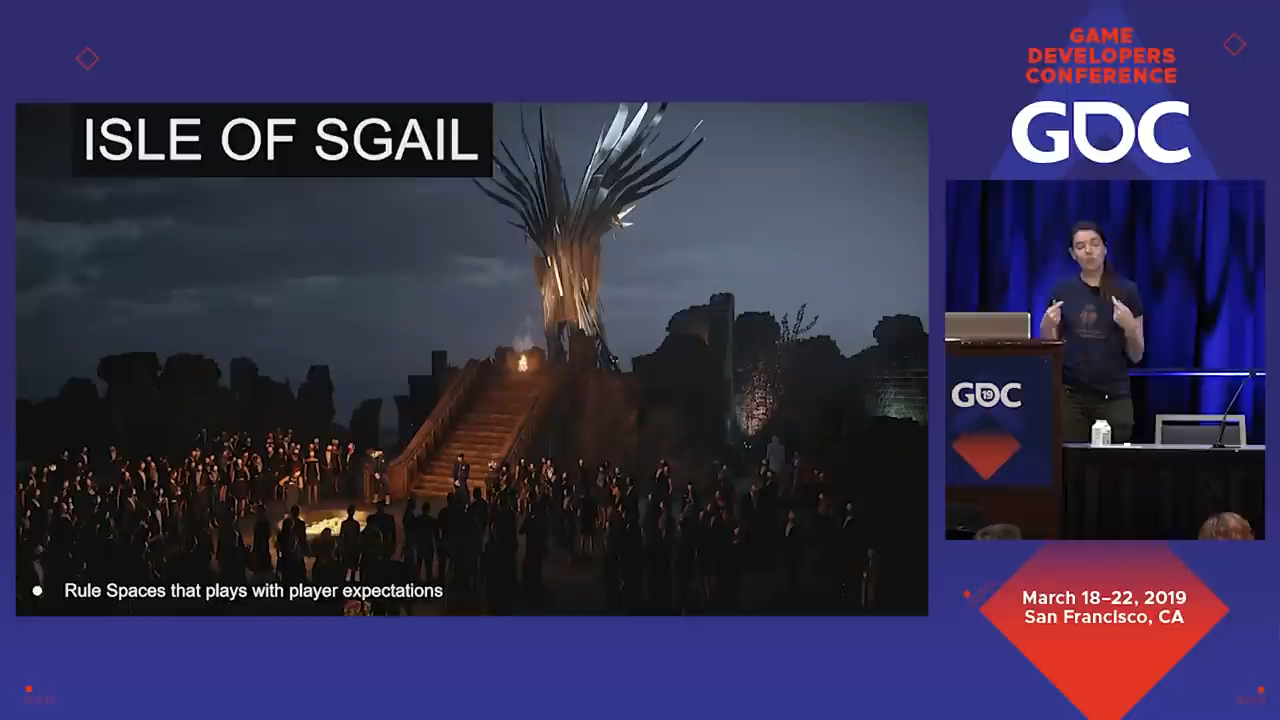 ISLE OF SGAIL
Rule Spaces that plays with player expectations
GAME
DEVELOPERS
CONFERENCE
GDC
GDC
19
March 18–22, 2019
San Francisco, CA